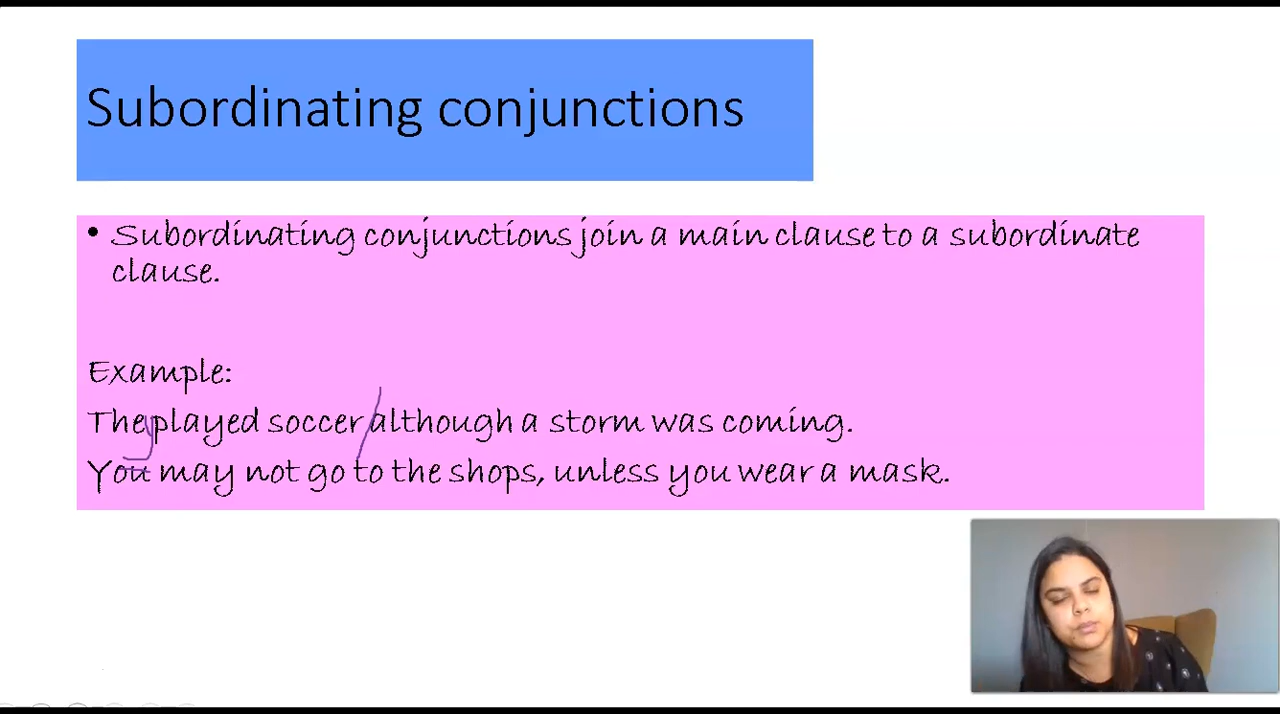 Subordinating conjunctions
• Subordinating conjunctions join a main clause to a subordinate
clause.
Example:
They played soccer although a storm was coming.
You may not go to the shops, unless you wear a mask.